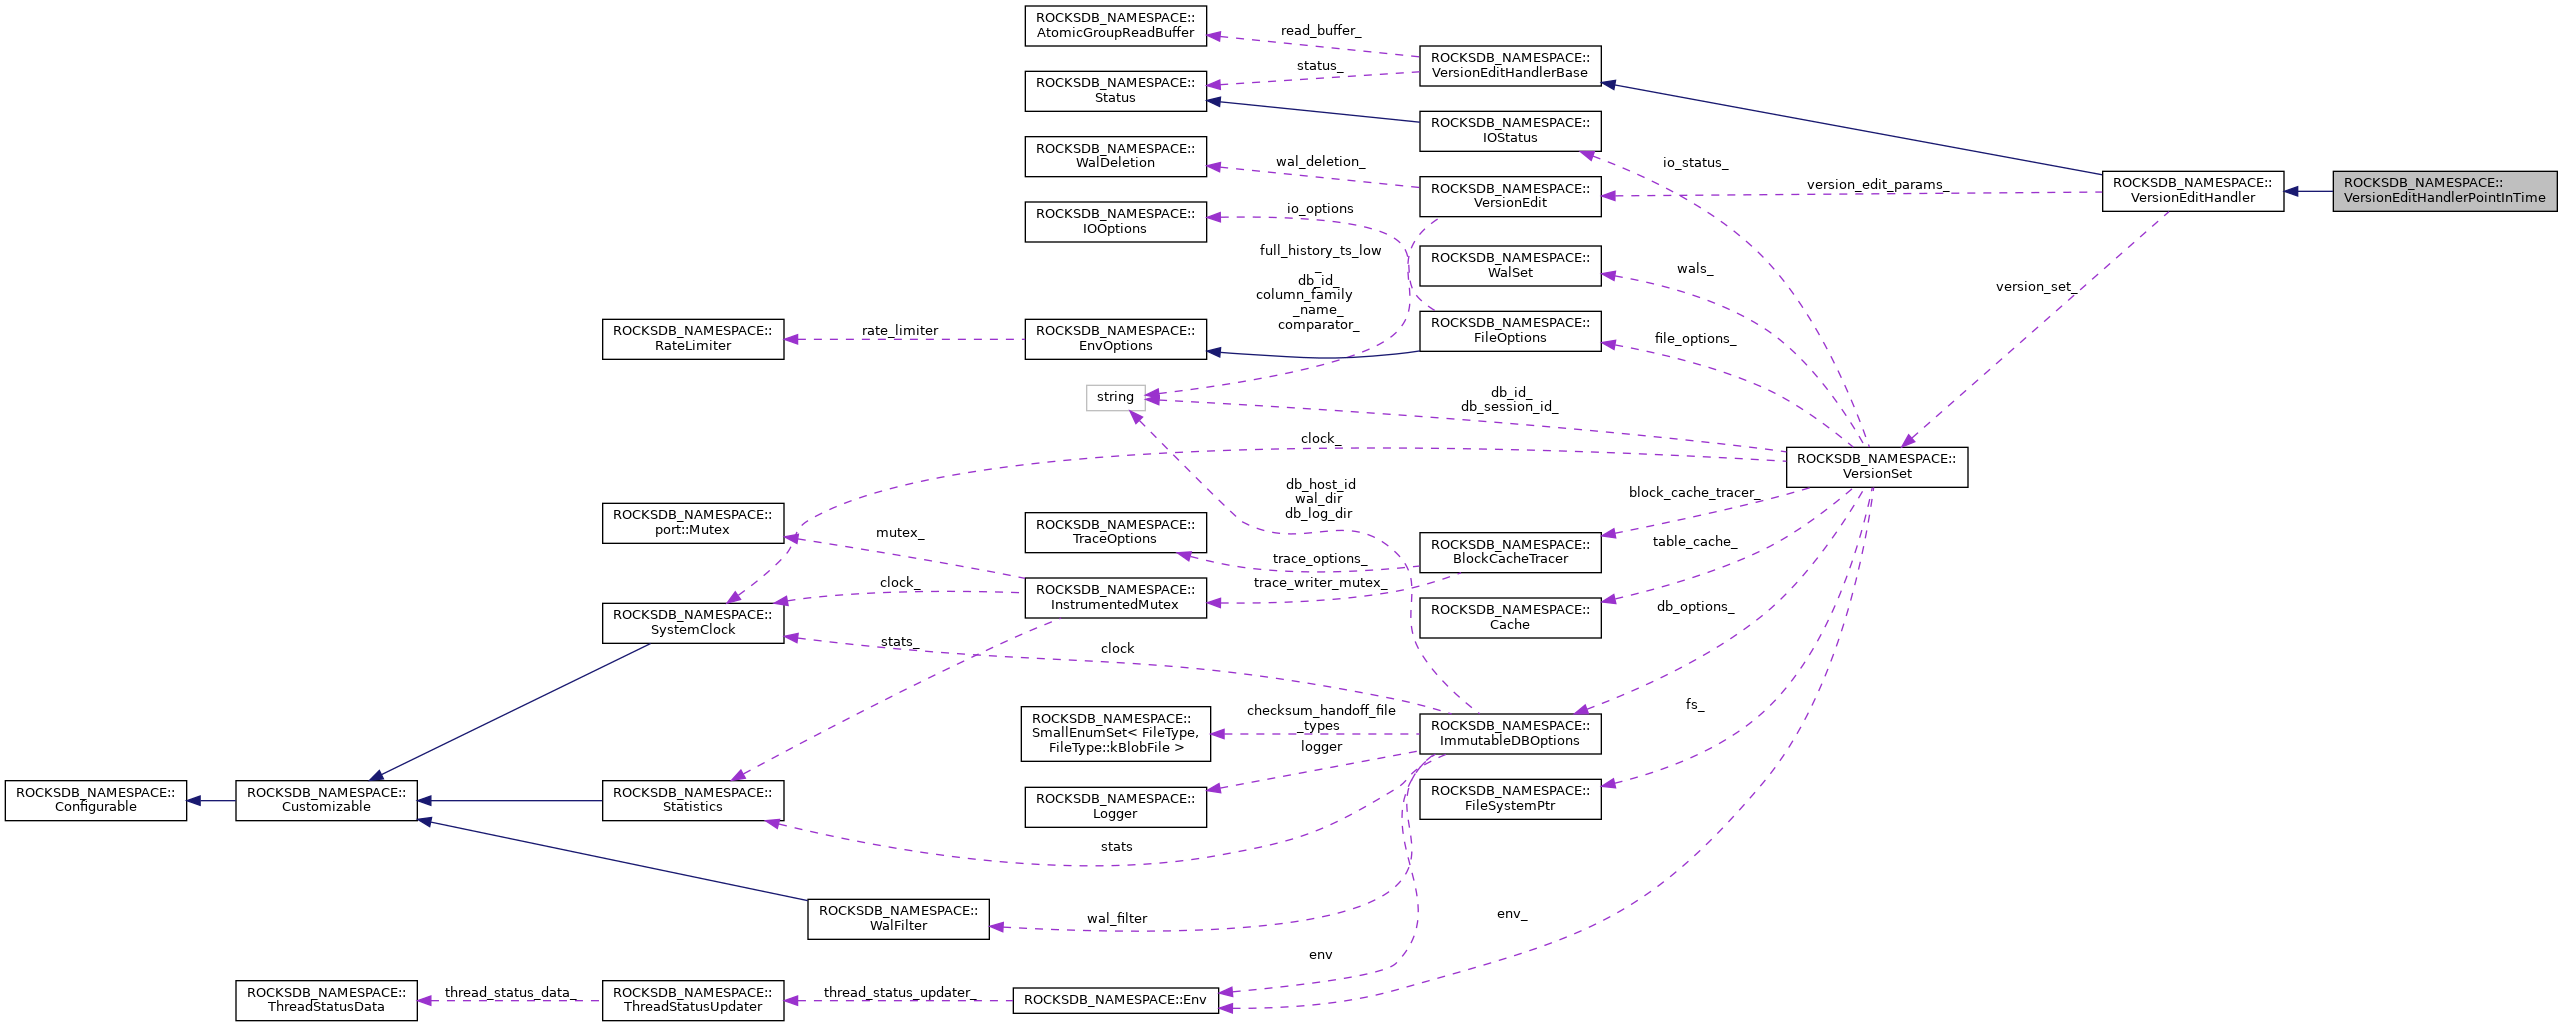 ROCKSDB_NAMESPACE::
AtomicGroupReadBuffer
read_buffer_
ROCKSDB_NAMESPACE::
VersionEditHandlerBase
status_
ROCKSDB_NAMESPACE::
Status
ROCKSDB_NAMESPACE::
IOStatus
io_status_
ROCKSDB_NAMESPACE::
WalDeletion
wal_deletion_
ROCKSDB_NAMESPACE::
VersionEdit
version_edit_params_
ROCKSDB_NAMESPACE::
VersionEditHandler
ROCKSDB_NAMESPACE::
VersionEditHandlerPointInTime
ROCKSDB_NAMESPACE::
IOOptions
io_options
full_history_ts_low
_
db_id_
column_family
_name_
comparator_
ROCKSDB_NAMESPACE::
WalSet
wals_
version_set_
ROCKSDB_NAMESPACE::
RateLimiter
rate_limiter
ROCKSDB_NAMESPACE::
EnvOptions
ROCKSDB_NAMESPACE::
FileOptions
file_options_
string
db_id_
db_session_id_
clock_
ROCKSDB_NAMESPACE::
VersionSet
ROCKSDB_NAMESPACE::
port::Mutex
mutex_
ROCKSDB_NAMESPACE::
TraceOptions
db_host_id
wal_dir
db_log_dir
block_cache_tracer_
ROCKSDB_NAMESPACE::
BlockCacheTracer
trace_options_
trace_writer_mutex_
table_cache_
ROCKSDB_NAMESPACE::
SystemClock
clock_
ROCKSDB_NAMESPACE::
InstrumentedMutex
ROCKSDB_NAMESPACE::
Cache
db_options_
stats_
clock
ROCKSDB_NAMESPACE::
SmallEnumSet< FileType,
FileType::kBlobFile >
checksum_handoff_file
_types
logger
ROCKSDB_NAMESPACE::
ImmutableDBOptions
fs_
ROCKSDB_NAMESPACE::
Configurable
ROCKSDB_NAMESPACE::
Customizable
ROCKSDB_NAMESPACE::
Statistics
ROCKSDB_NAMESPACE::
Logger
ROCKSDB_NAMESPACE::
FileSystemPtr
stats
ROCKSDB_NAMESPACE::
WalFilter
wal_filter
env_
env
ROCKSDB_NAMESPACE::
ThreadStatusData
thread_status_data_
ROCKSDB_NAMESPACE::
ThreadStatusUpdater
thread_status_updater_
ROCKSDB_NAMESPACE::Env